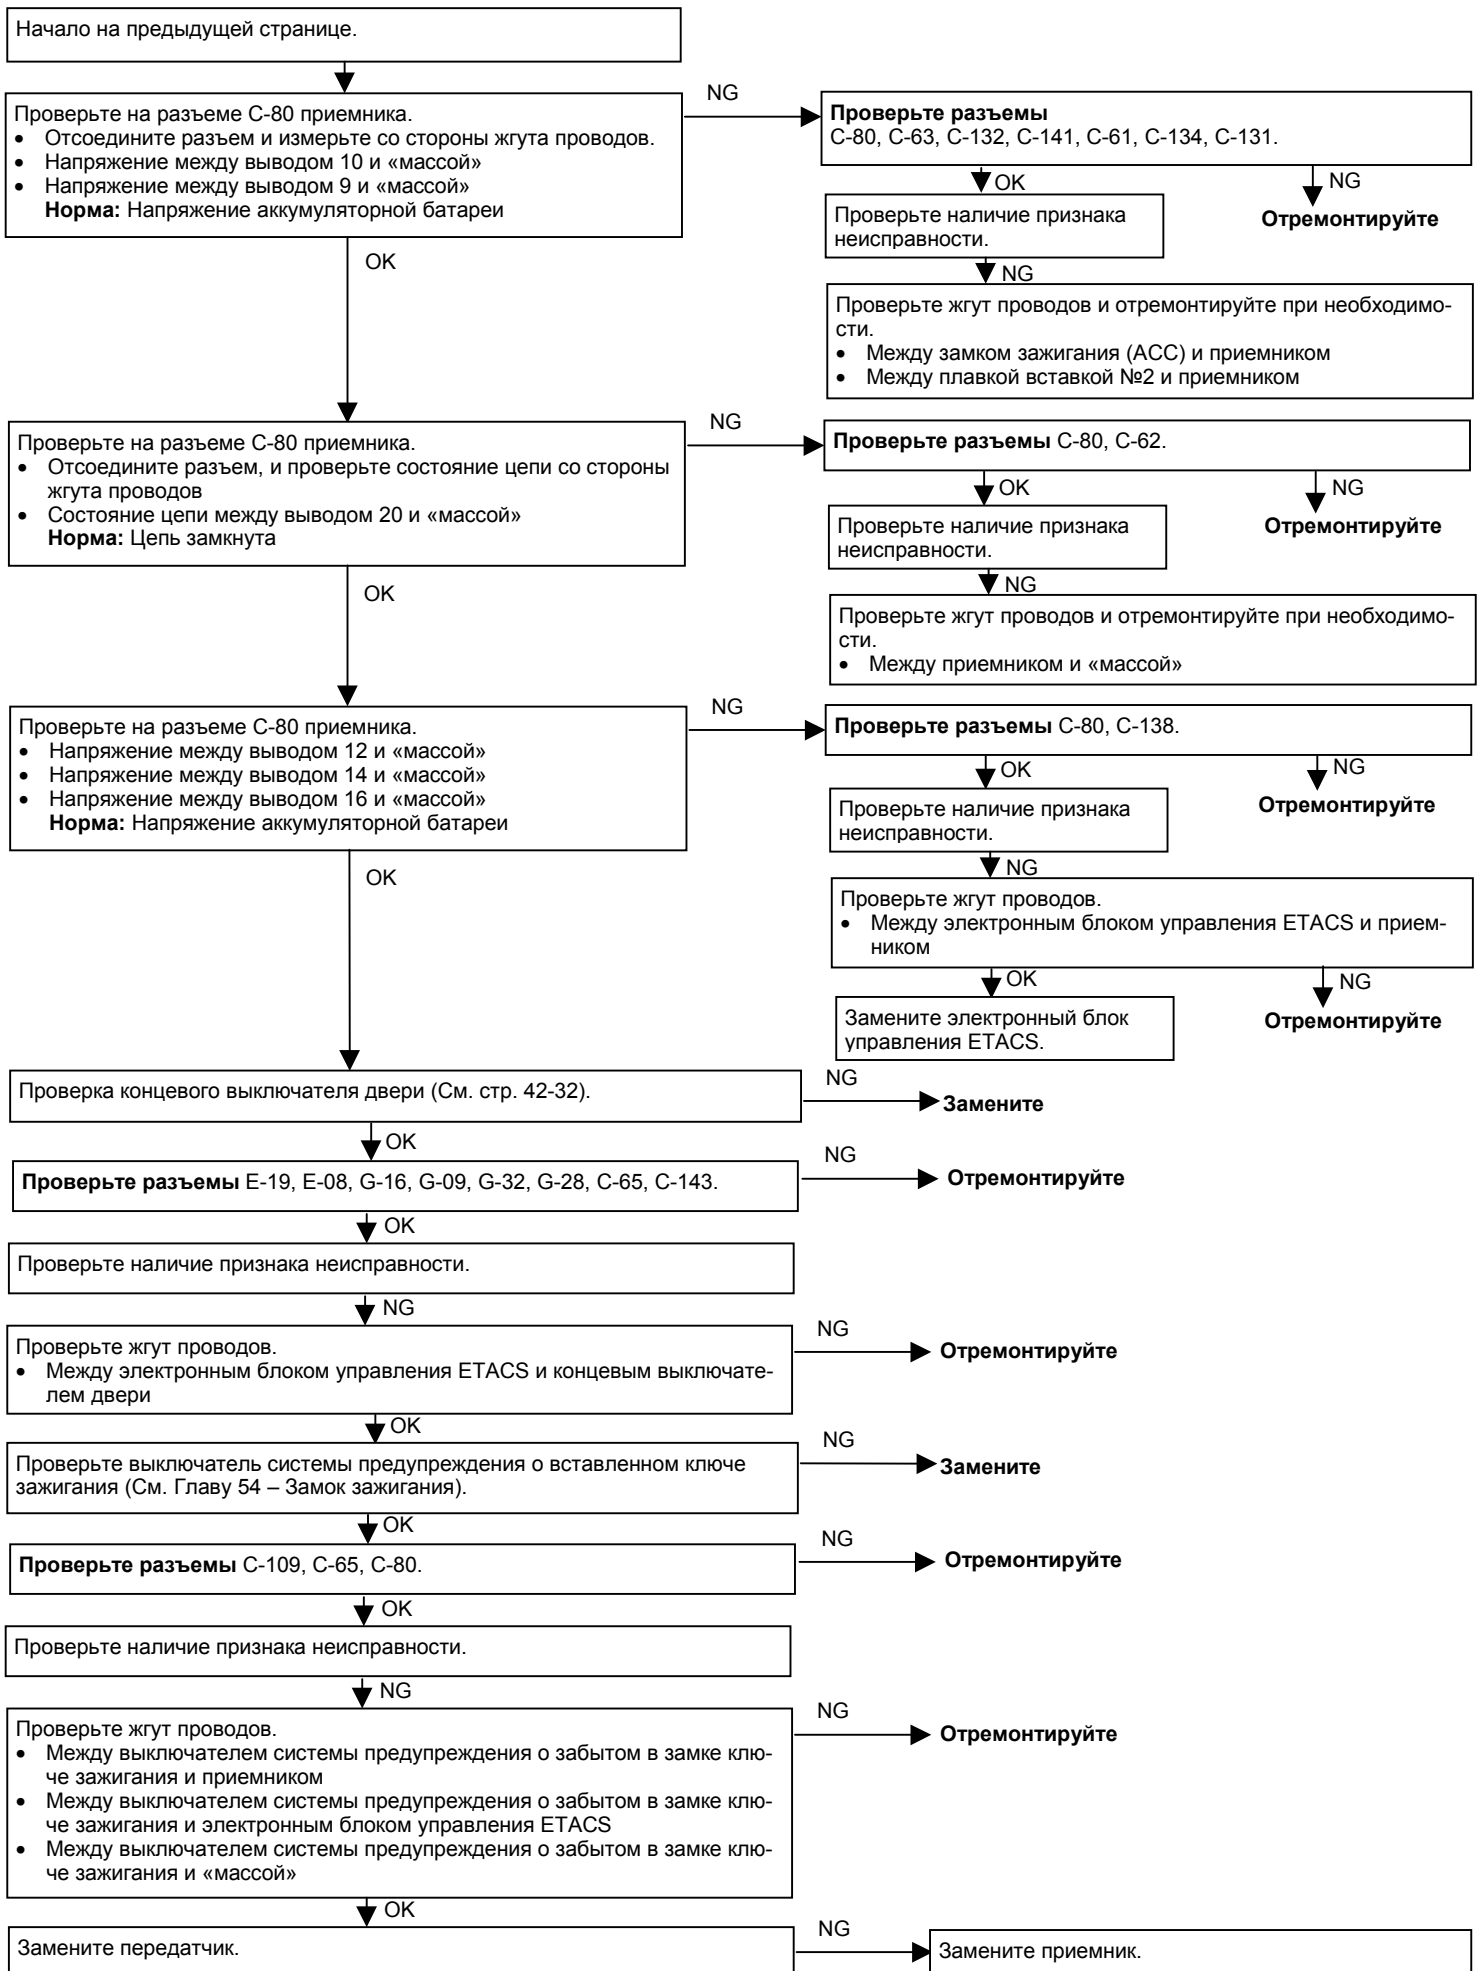 Начало на предыдущей странице.
Проверьте на разъеме С-80 приемника.
• Отсоедините разъем и измерьте со стороны жгута проводов.
• Напряжение между выводом 10 и «массой»
• Напряжение между выводом 9 и «массой»
Норма: Напряжение аккумуляторной батареи
NG
Проверьте разъемы
С-80, С-63, С-132, С-141, С-61, С-134, С-131.
OK
NG
Проверьте наличие признака
неисправности.
Отремонтируйте
NG
Проверьте жгут проводов и отремонтируйте при необходимо-
сти.
• Между замком зажигания (АСС) и приемником
• Между плавкой вставкой №2 и приемником
OK
Проверьте на разъеме С-80 приемника.
• Отсоедините разъем, и проверьте состояние цепи со стороны
жгута проводов
• Состояние цепи между выводом 20 и «массой»
Норма: Цепь замкнута
NG
Проверьте разъемы С-80, С-62.
OK
NG
Проверьте наличие признака
неисправности.
Отремонтируйте
NG
Проверьте жгут проводов и отремонтируйте при необходимо-
сти.
• Между приемником и «массой»
OK
Проверьте на разъеме С-80 приемника.
• Напряжение между выводом 12 и «массой»
• Напряжение между выводом 14 и «массой»
• Напряжение между выводом 16 и «массой»
Норма: Напряжение аккумуляторной батареи
NG
Проверьте разъемы С-80, С-138.
OK
NG
Проверьте наличие признака
неисправности.
Отремонтируйте
NG
Проверьте жгут проводов.
• Между электронным блоком управления ETACS и прием-
ником
OK
NG
Замените электронный блок
управления ETACS.
Отремонтируйте
OK
Проверка концевого выключателя двери (См. стр. 42-32).
NG
Замените
OK
Проверьте разъемы Е-19, Е-08, G-16, G-09, G-32, G-28, С-65, С-143.
NG
Отремонтируйте
OK
Проверьте наличие признака неисправности.
NG
Проверьте жгут проводов.
• Между электронным блоком управления ETACS и концевым выключате-
лем двери
NG
Отремонтируйте
OK
Проверьте выключатель системы предупреждения о вставленном ключе
зажигания (См. Главу 54 – Замок зажигания).
NG
Замените
OK
Проверьте разъемы С-109, С-65, С-80.
NG
Отремонтируйте
OK
Проверьте наличие признака неисправности.
NG
Проверьте жгут проводов.
• Между выключателем системы предупреждения о забытом в замке клю-
че зажигания и приемником
• Между выключателем системы предупреждения о забытом в замке клю-
че зажигания и электронным блоком управления ETACS
• Между выключателем системы предупреждения о забытом в замке клю-
че зажигания и «массой»
NG
Отремонтируйте
OK
Замените передатчик.
NG
Замените приемник.